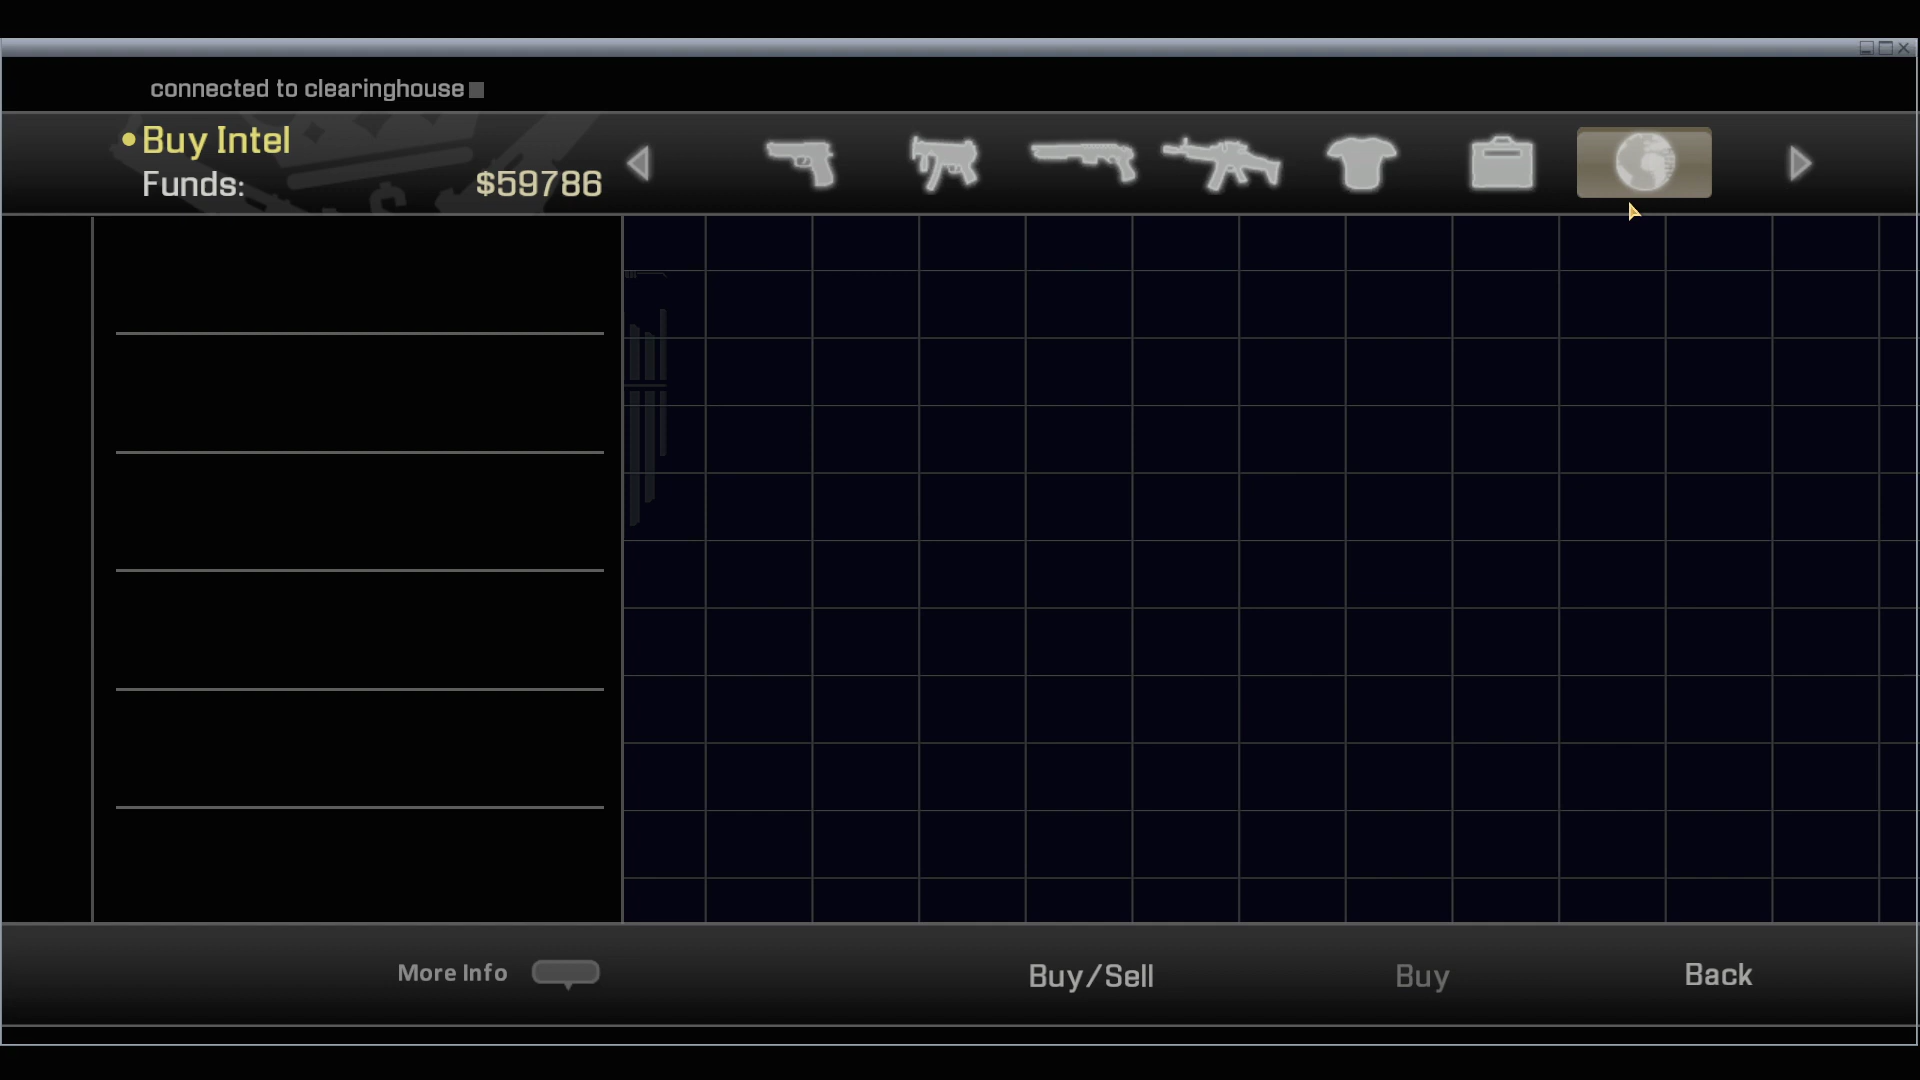 connected to clearinghouse
Buy Intel
Funds: $59786
More Info
Buy/Sell
Buy
Back